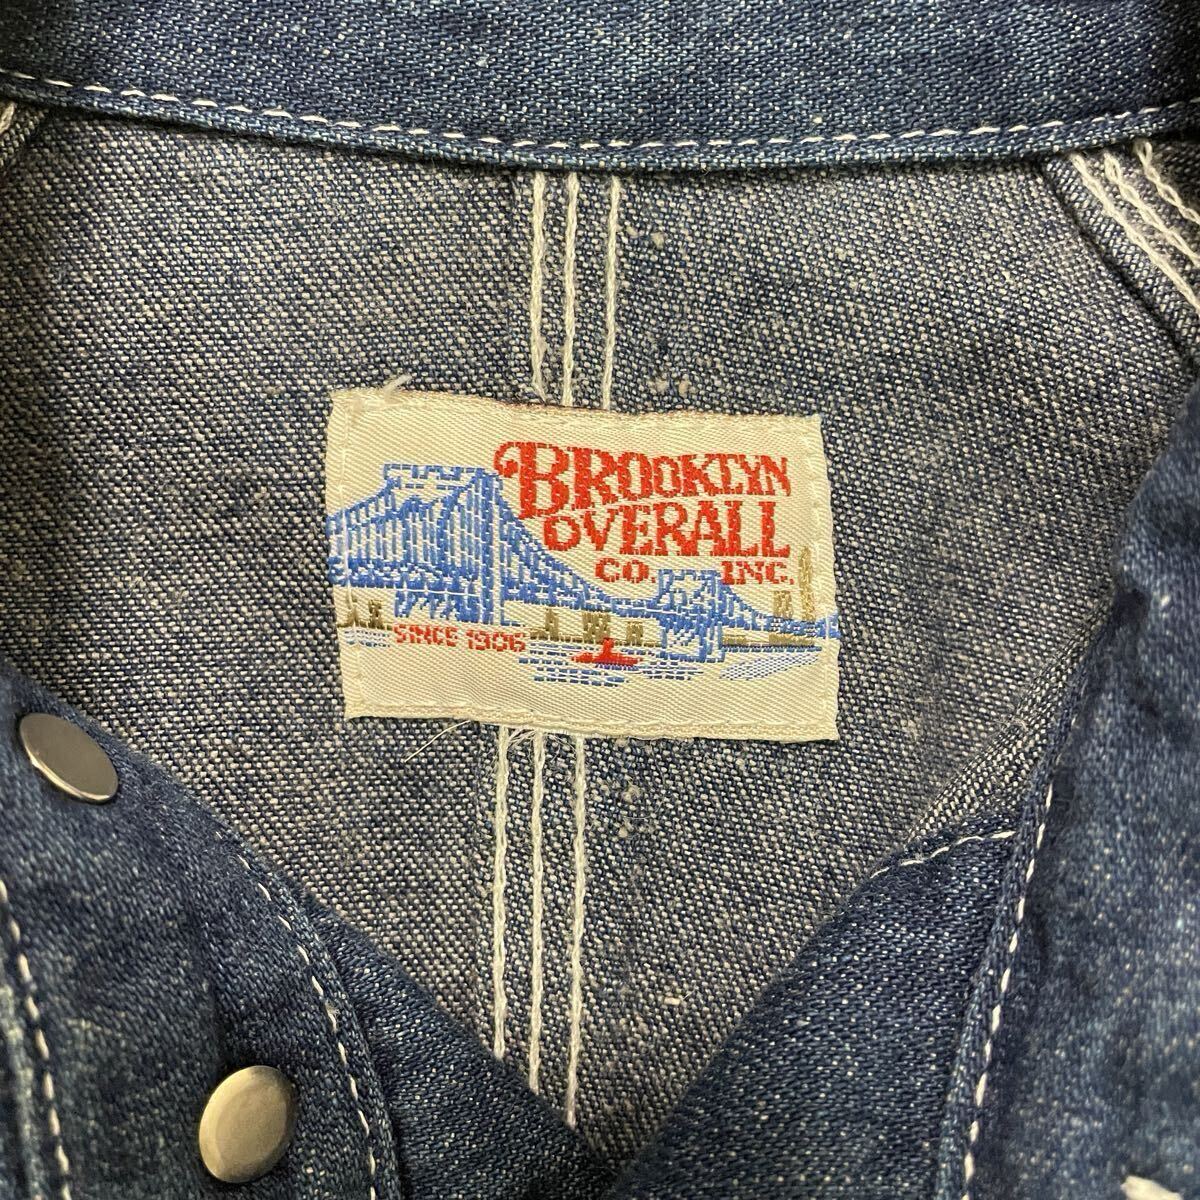 BROOKLYN
OVERALL
CO. INC.
SINCE 1906